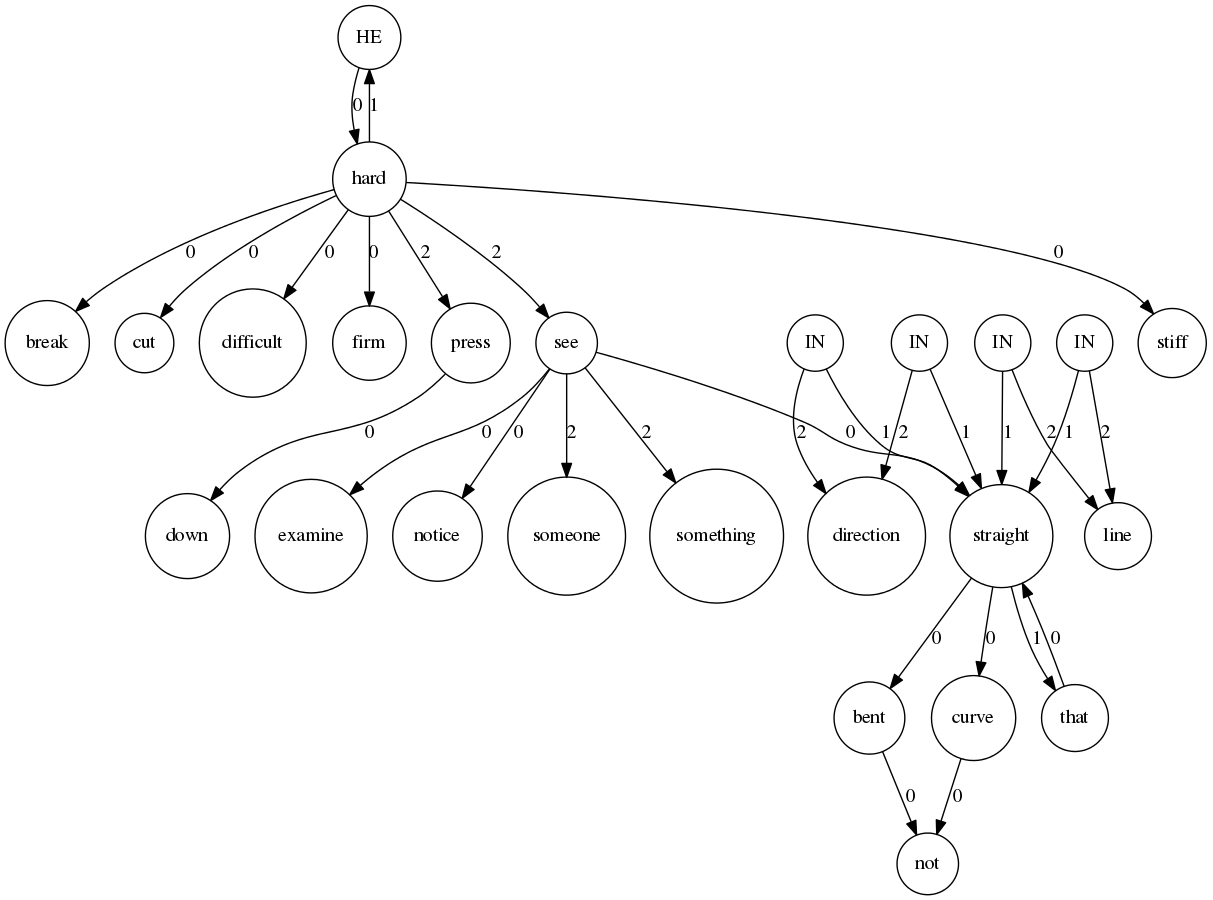 HE
0 1
hard
0 0 0 0 2 2 0
break cut difficult firm press see IN IN IN IN stiff
0 0 0 2 2 0 2 1 2 1 1 2 1 2
down examine notice someone something direction straight line
0 0 1 0
bent curve that
0 0
not